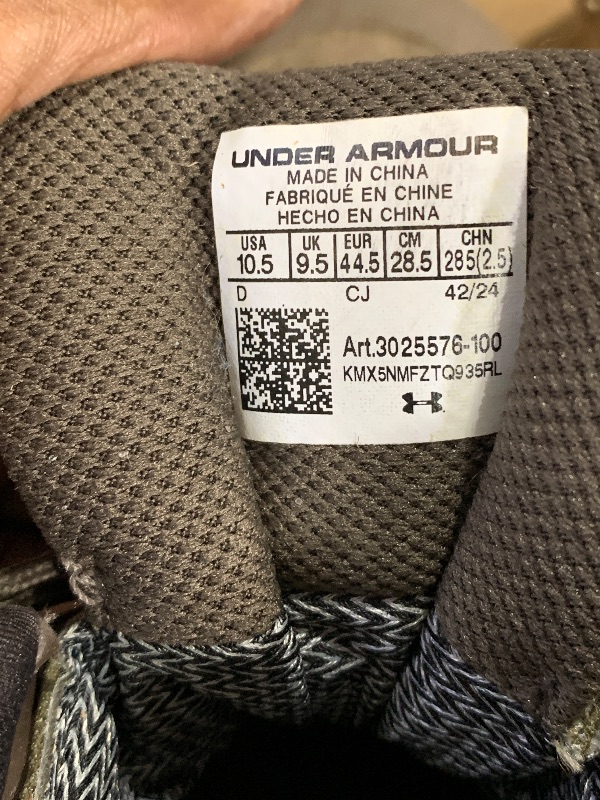 UNDER ARMOUR
MADE IN CHINA
FABRIQUÉ EN CHINE
HECHO EN CHINA
USA UK EUR CM CHN
10.5 9.5 44.5 28.5 285(2.5)
D CJ 42/24
Art.3025576-100
KMX5NMFZTQ935RL